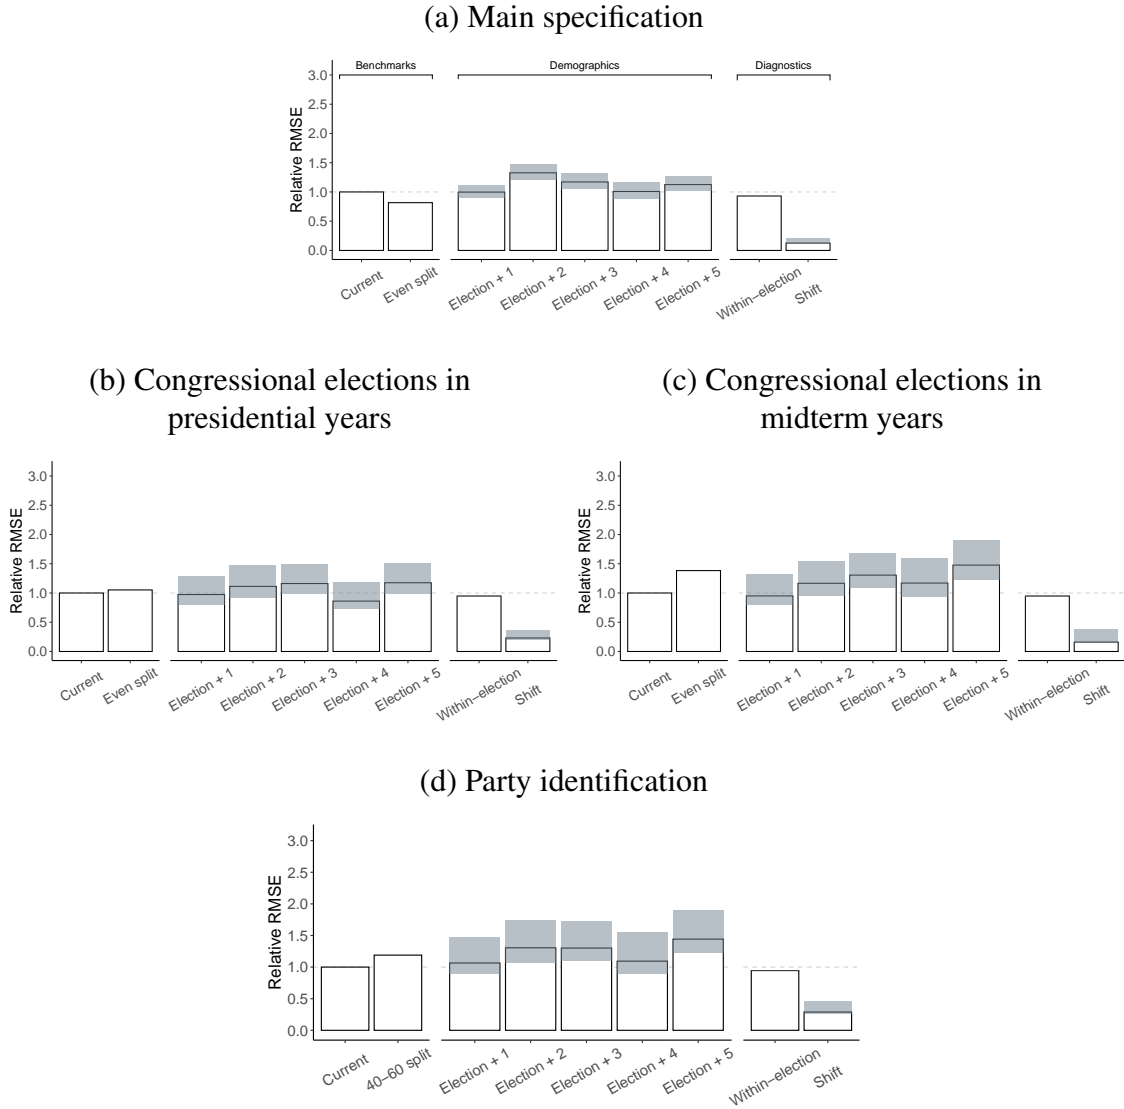 (a) Main specification
Benchmarks
Demographics
Diagnostics
Relative RMSE
3.0
2.5
2.0
1.5
1.0
0.5
0.0
Current
Even split
Election + 1
Election + 2
Election + 3
Election + 4
Election + 5
Within–election
Shift
(b) Congressional elections in
presidential years
Relative RMSE
3.0
2.5
2.0
1.5
1.0
0.5
0.0
Current
Even split
Election + 1
Election + 2
Election + 3
Election + 4
Election + 5
Within–election
Shift
(c) Congressional elections in
midterm years
Relative RMSE
3.0
2.5
2.0
1.5
1.0
0.5
0.0
Current
Even split
Election + 1
Election + 2
Election + 3
Election + 4
Election + 5
Within–election
Shift
(d) Party identification
Relative RMSE
3.0
2.5
2.0
1.5
1.0
0.5
0.0
Current
40–60 split
Election + 1
Election + 2
Election + 3
Election + 4
Election + 5
Within–election
Shift